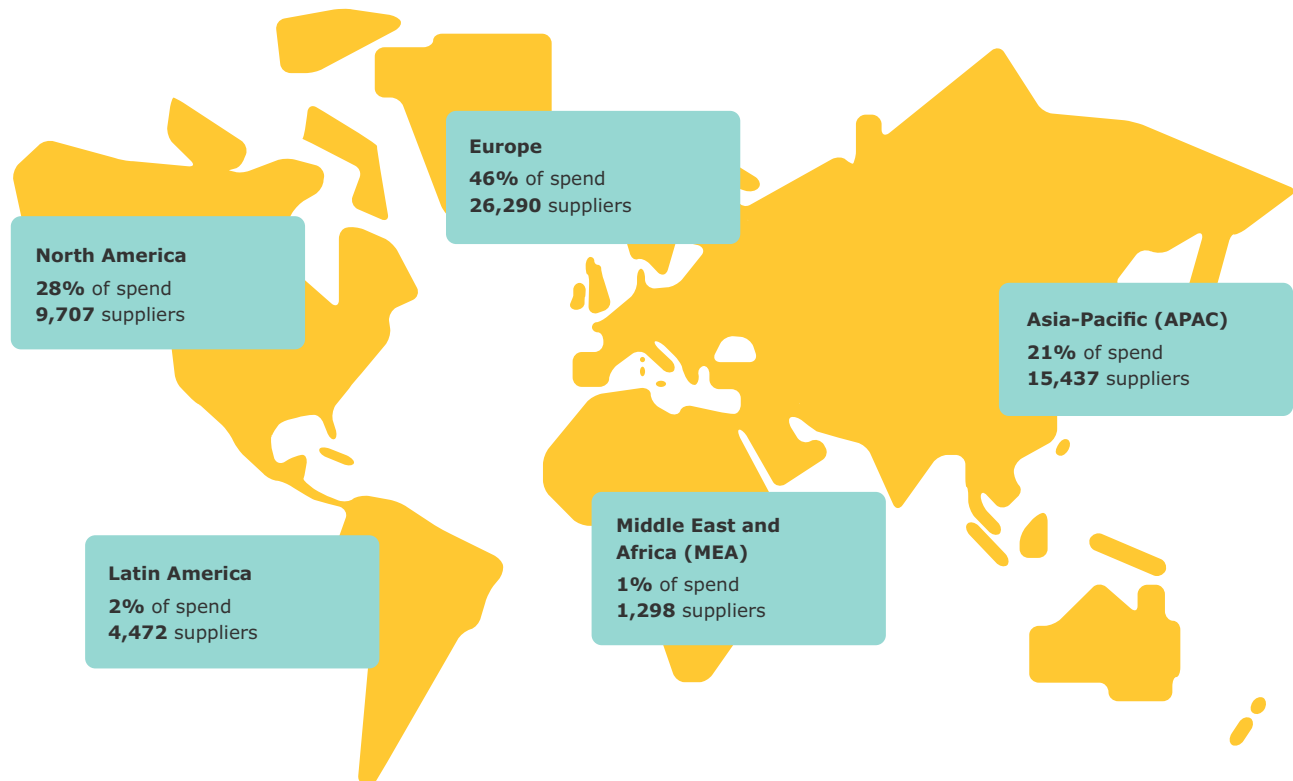 Europe
46% of spend
26,290 suppliers
North America
28% of spend
9,707 suppliers
Asia-Pacific (APAC)
21% of spend
15,437 suppliers
Middle East and
Africa (MEA)
1% of spend
1,298 suppliers
Latin America
2% of spend
4,472 suppliers